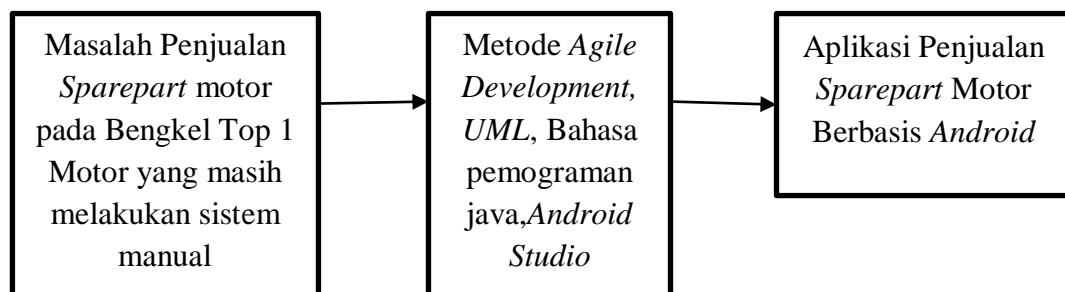 Masalah Penjualan
Sparepart motor
pada Bengkel Top 1
Motor yang masih
melakukan sistem
manual
Metode Agile
Development,
UML, Bahasa
pemograman
java,Android
Studio
Aplikasi Penjualan
Sparepart Motor
Berbasis Android